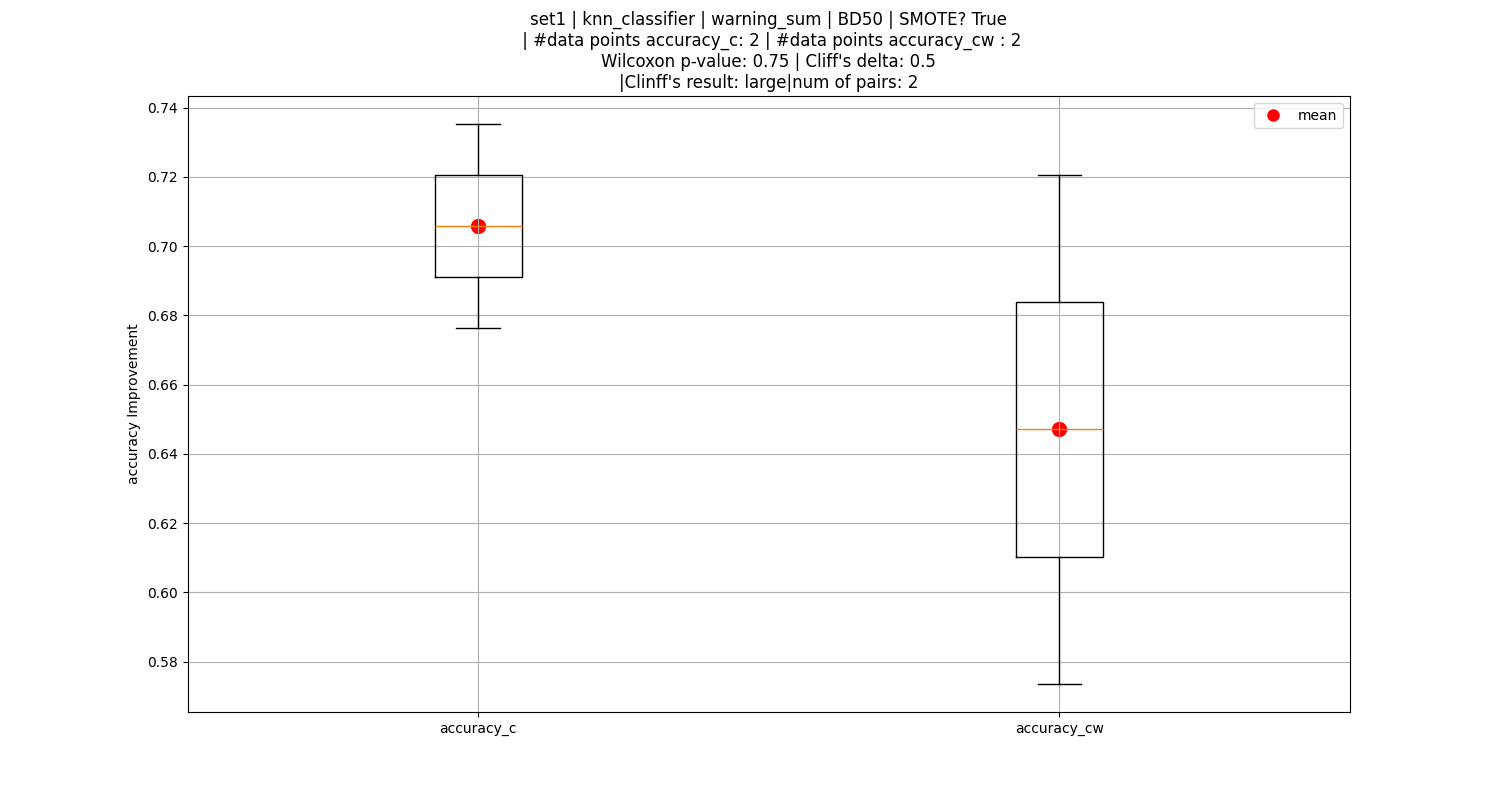 set1 | knn_classifier | warning_sum | BD50 | SMOTE? True
| #data points accuracy_c: 2 | #data points accuracy_cw : 2
Wilcoxon p-value: 0.75 | Cliff's delta: 0.5
|Clinff's result: large|num of pairs: 2
mean
0.74
0.72
0.70
0.68
0.66
0.64
0.62
0.60
0.58
accuracy Improvement
accuracy_c
accuracy_cw